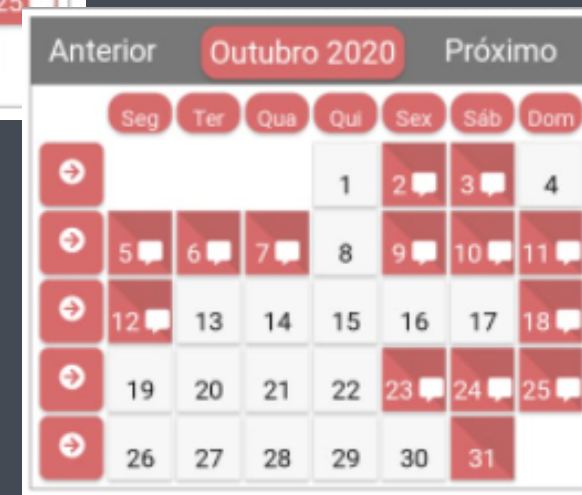 25
Anterior Outubro 2020 Próximo
Seg Ter Qua Qui Sex Sáb Dom
1 2 3 4
5 6 7 8 9 10 11
12 13 14 15 16 17 18
19 20 21 22 23 24 25
26 27 28 29 30 31